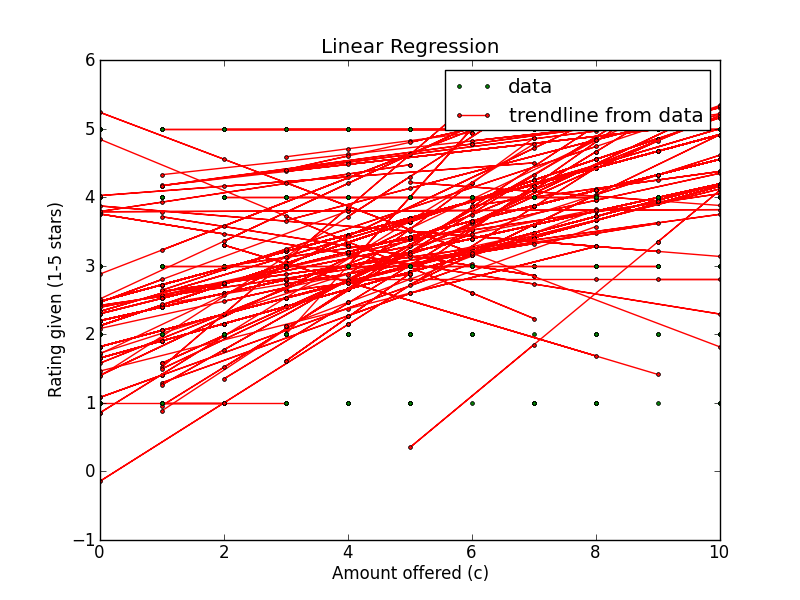 Linear Regression
data
trendline from data
6
5
4
3
2
1
0
−1
Rating given (1-5 stars)
0 2 4 6 8 10
Amount offered (c)